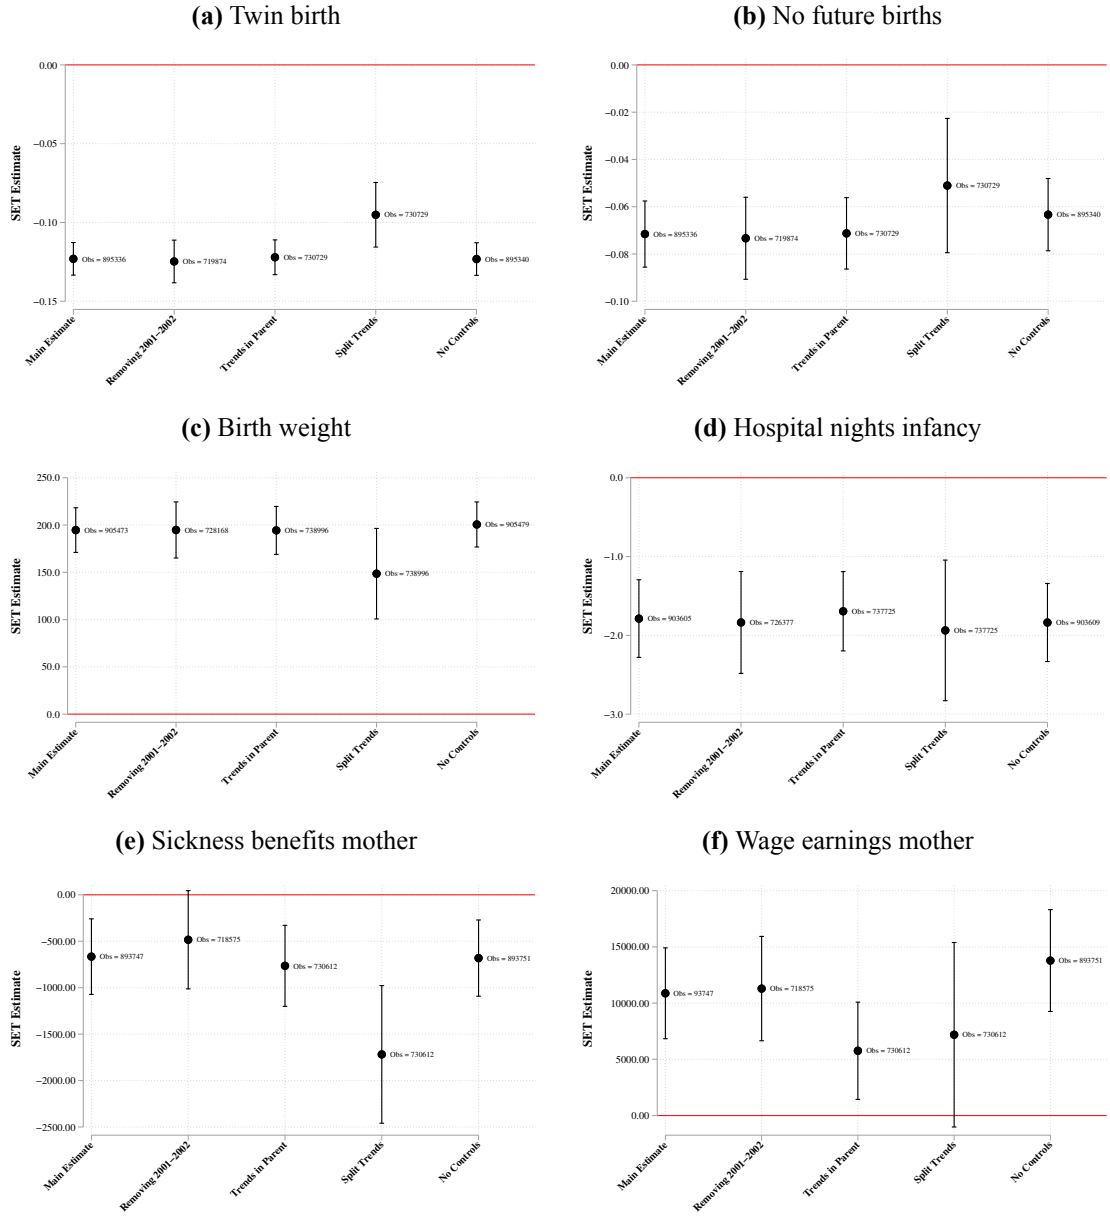 (a) Twin birth
SET Estimate
0.00
−0.05
−0.10
−0.15
Obs = 895336
Obs = 719874
Obs = 730729
Obs = 730729
Obs = 895340
Main Estimate
Removing 2001−2002
Trends in Parent
Split Trends
No Controls
(b) No future births
SET Estimate
0.00
−0.02
−0.04
−0.06
−0.08
−0.10
Obs = 895336
Obs = 719874
Obs = 730729
Obs = 730729
Obs = 895340
Main Estimate
Removing 2001−2002
Trends in Parent
Split Trends
No Controls
(c) Birth weight
SET Estimate
250.0
200.0
150.0
100.0
50.0
0.0
Obs = 905473
Obs = 728168
Obs = 738996
Obs = 738996
Obs = 905479
Main Estimate
Removing 2001−2002
Trends in Parent
Split Trends
No Controls
(d) Hospital nights infancy
SET Estimate
0.0
−1.0
−2.0
−3.0
Obs = 903605
Obs = 726377
Obs = 737725
Obs = 737725
Obs = 903609
Main Estimate
Removing 2001−2002
Trends in Parent
Split Trends
No Controls
(e) Sickness benefits mother
SET Estimate
0.00
−500.00
−1000.00
−1500.00
−2000.00
−2500.00
Obs = 893747
Obs = 718575
Obs = 730612
Obs = 730612
Obs = 893751
Main Estimate
Removing 2001−2002
Trends in Parent
Split Trends
No Controls
(f) Wage earnings mother
SET Estimate
20000.00
15000.00
10000.00
5000.00
0.00
Obs = 93747
Obs = 718575
Obs = 730612
Obs = 730612
Obs = 893751
Main Estimate
Removing 2001−2002
Trends in Parent
Split Trends
No Controls